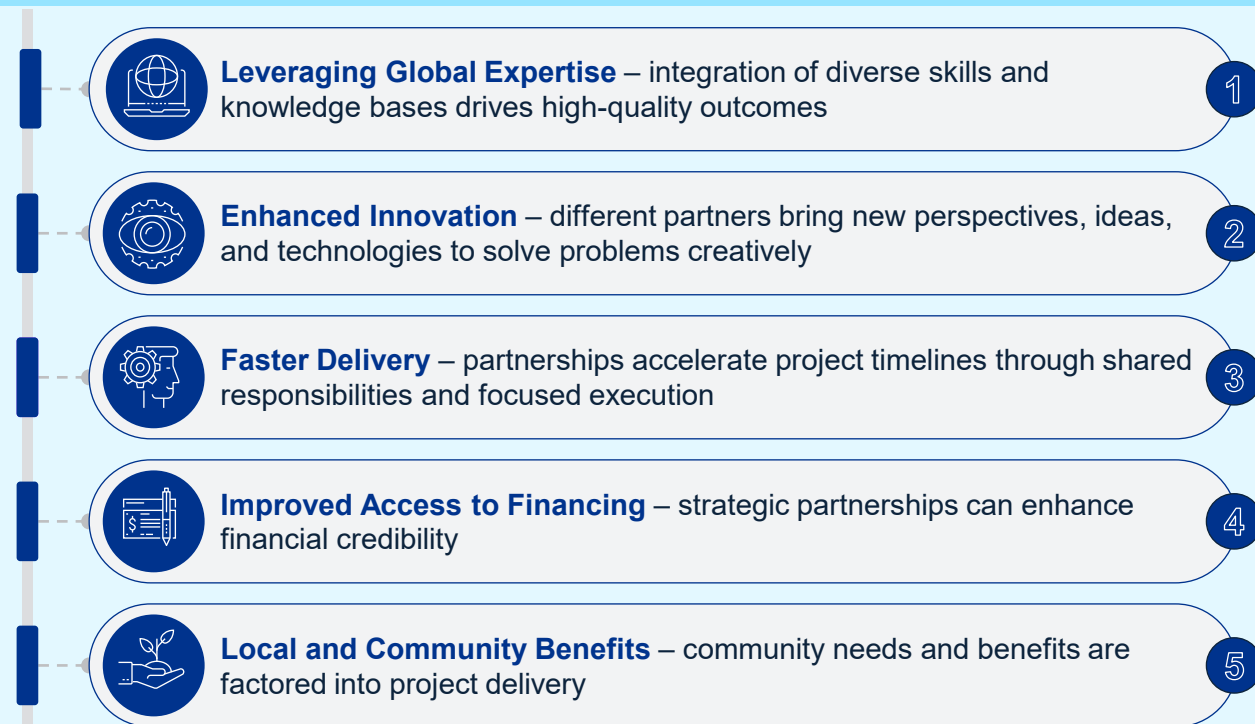 Leveraging Global Expertise – integration of diverse skills and
knowledge bases drives high-quality outcomes
1
Enhanced Innovation – different partners bring new perspectives, ideas,
and technologies to solve problems creatively
2
Faster Delivery – partnerships accelerate project timelines through shared
responsibilities and focused execution
3
$
Improved Access to Financing – strategic partnerships can enhance
financial credibility
4
Local and Community Benefits – community needs and benefits are
factored into project delivery
5